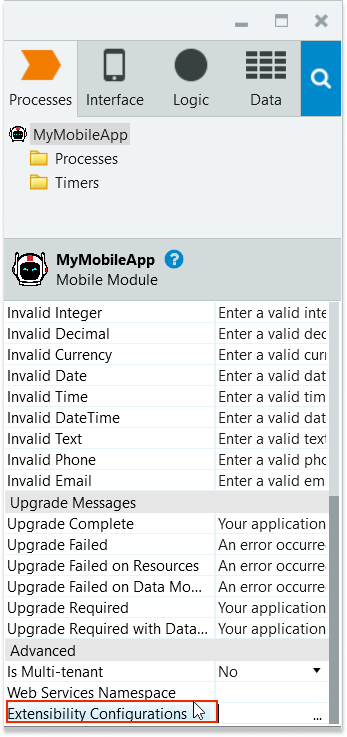 Processes Interface Logic Data
MyMobileApp
Processes
Timers
MyMobileApp ?
Mobile Module
Invalid Integer Enter a valid inte
Invalid Decimal Enter a valid dec
Invalid Currency Enter a valid curr
Invalid Date Enter a valid dat
Invalid Time Enter a valid tim
Invalid DateTime Enter a valid dat
Invalid Text Enter a valid text
Invalid Phone Enter a valid pho
Invalid Email Enter a valid em
Upgrade Messages
Upgrade Complete Your application
Upgrade Failed An error occurre
Upgrade Failed on Resources An error occurre
Upgrade Failed on Data Mo... An error occurre
Upgrade Required Your application
Upgrade Required with Data... Your application
Advanced
Is Multi-tenant No
Web Services Namespace
Extensibility Configurations ...